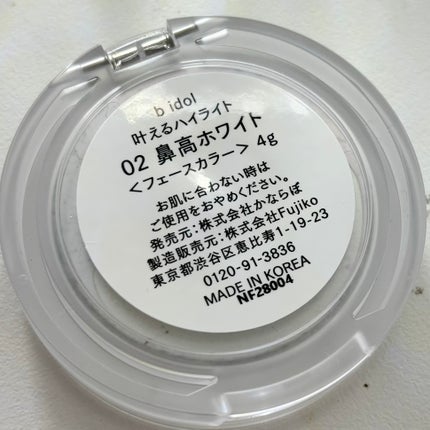 b idol
叶えるハイライト
02 鼻高ホワイト
<フェースカラー> 4g
お肌に合わない時は
ご使用をおやめください。
発売元:株式会社かならぼ
製造販売元:株式会社Fujiko
東京都渋谷区恵比寿1-19-23
0120-91-3836
MADE IN KOREA
NF28004